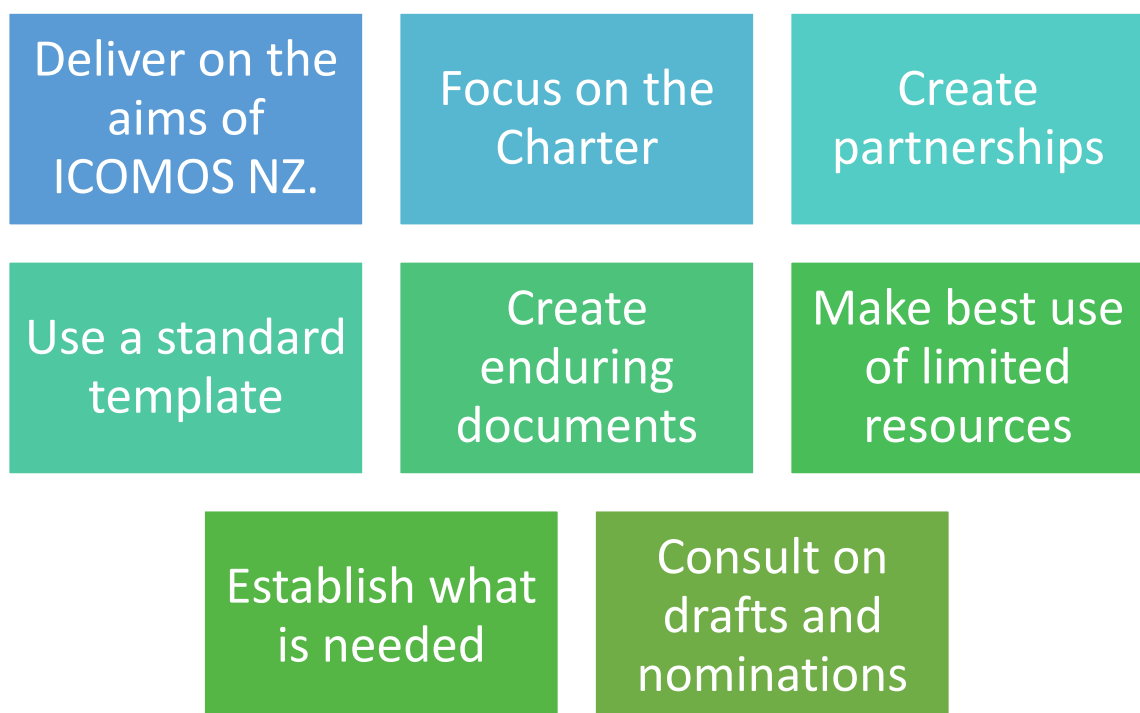 Deliver on the
aims of
ICOMOS NZ.
Focus on the
Charter
Create
partnerships
Use a standard
template
Create
enduring
documents
Make best use
of limited
resources
Establish what
is needed
Consult on
drafts and
nominations